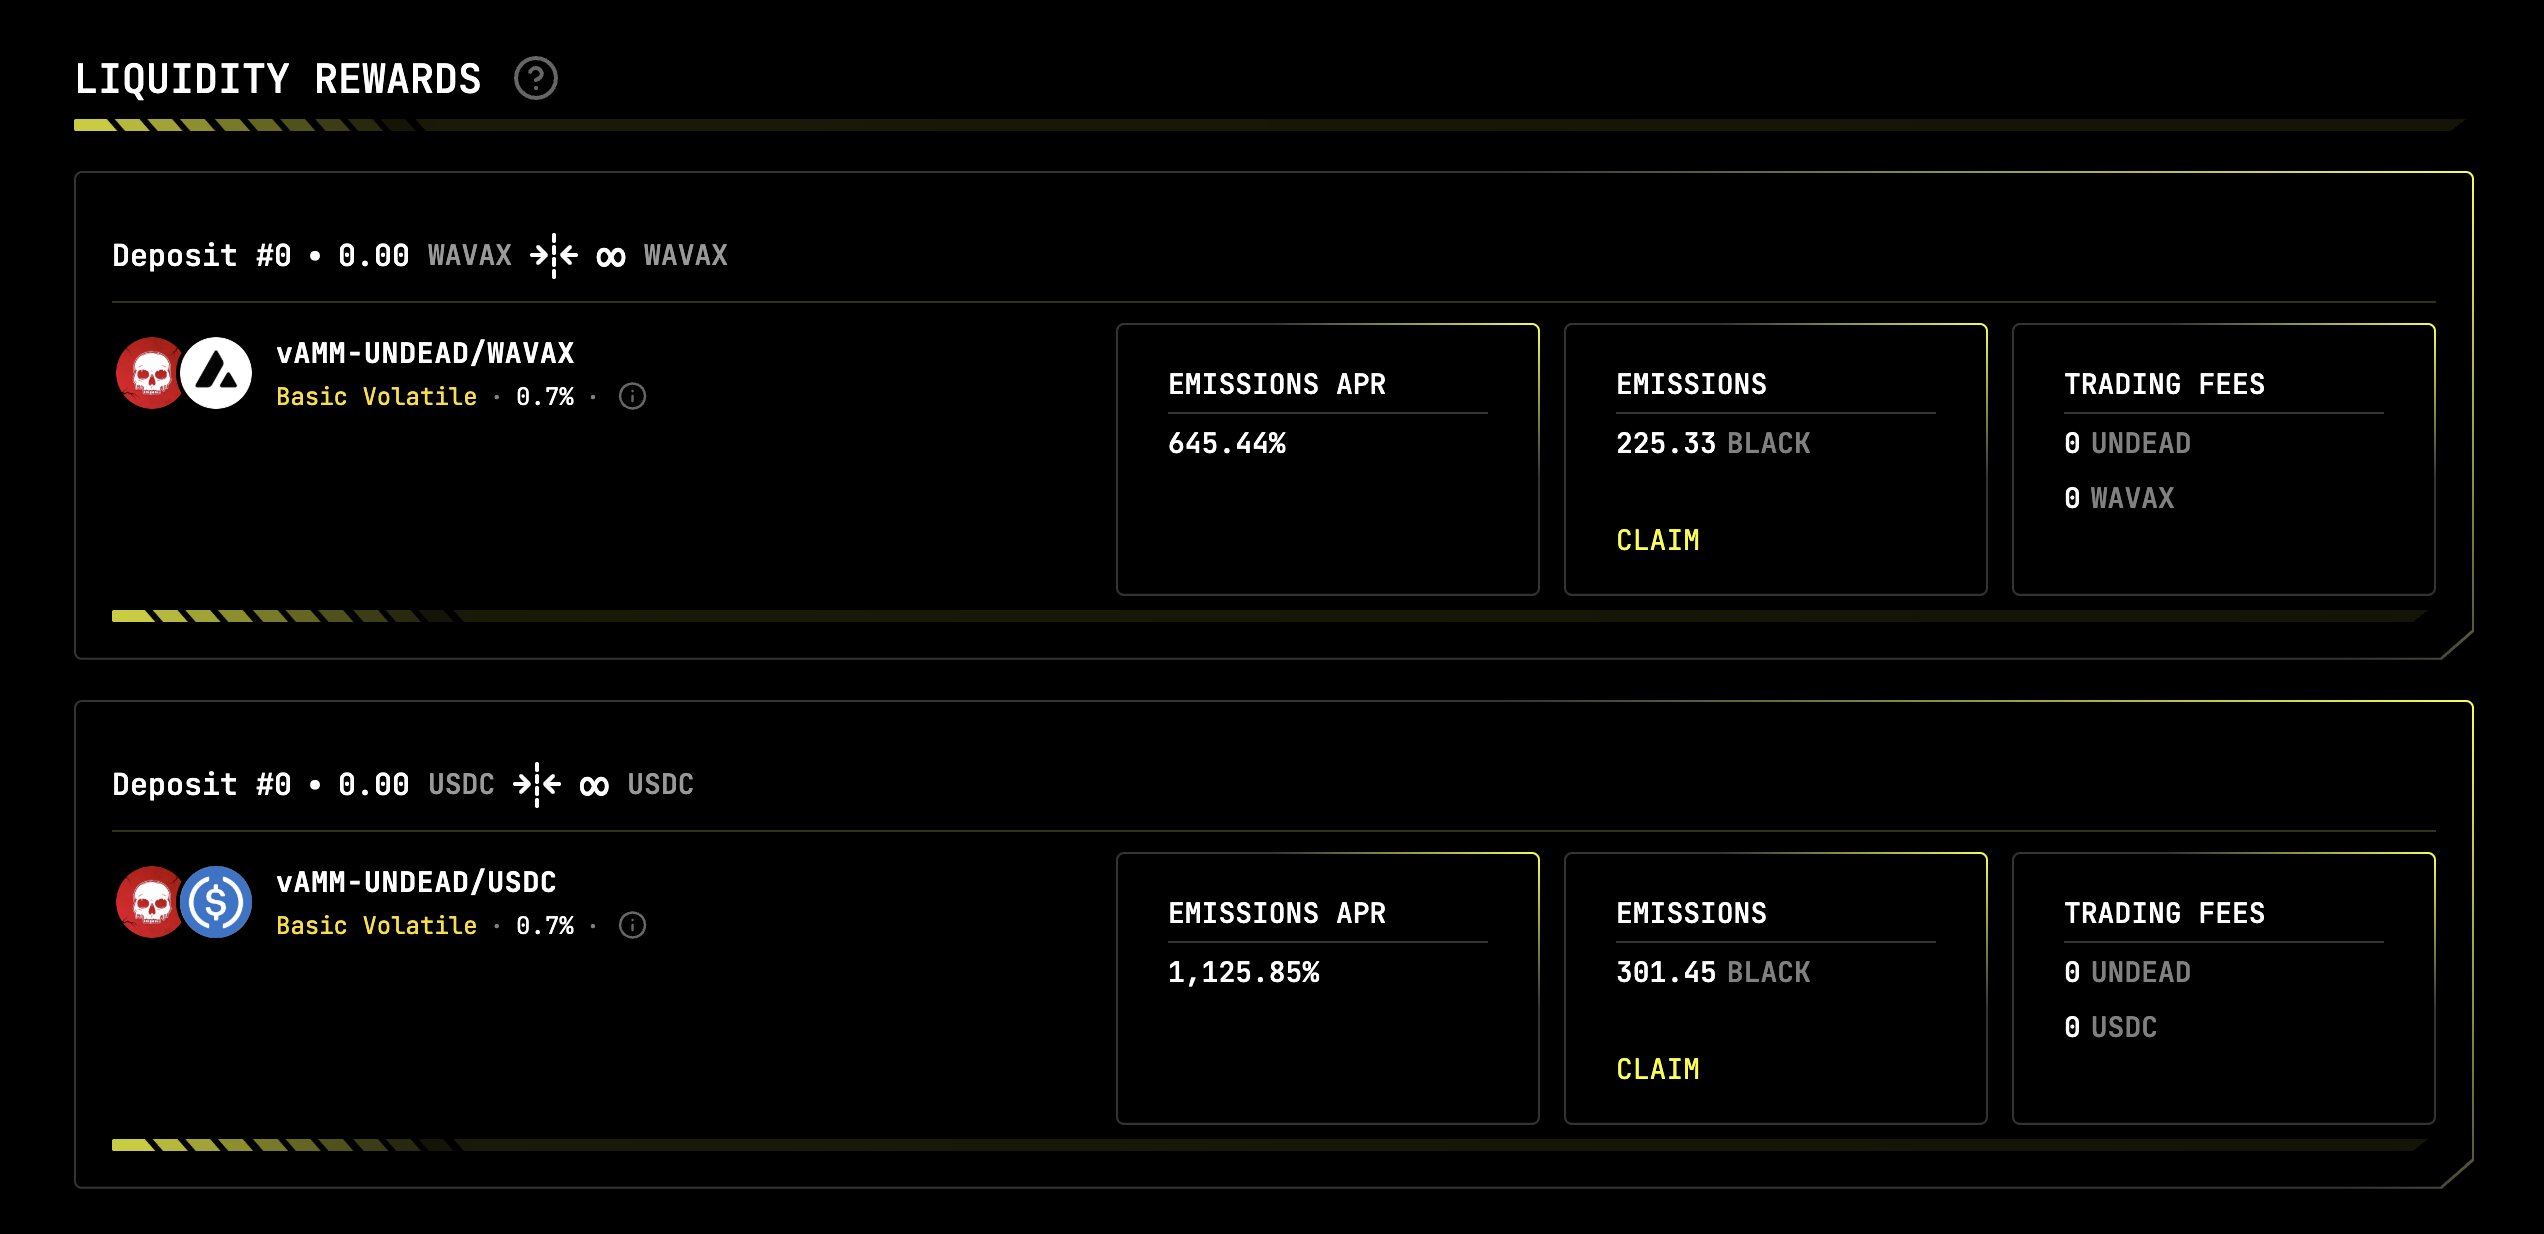 LIQUIDITY REWARDS ?
Deposit #0 • 0.00 WAVAX ∞ WAVAX
vAMM-UNDEAD/WAVAX
Basic Volatile · 0.7% ·
EMISSIONS APR
645.44%
EMISSIONS
225.33 BLACK
CLAIM
TRADING FEES
0 UNDEAD
0 WAVAX
Deposit #0 • 0.00 USDC ∞ USDC
vAMM-UNDEAD/USDC
Basic Volatile · 0.7% ·
EMISSIONS APR
1,125.85%
EMISSIONS
301.45 BLACK
CLAIM
TRADING FEES
0 UNDEAD
0 USDC